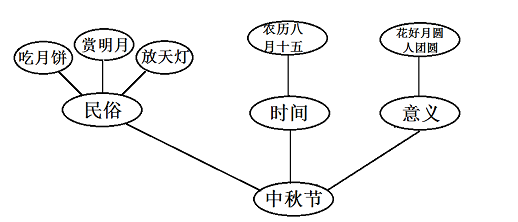 吃月饼
赏明月
放天灯
农历八
月十五
花好月圆
人团圆
民俗
时间
意义
中秋节